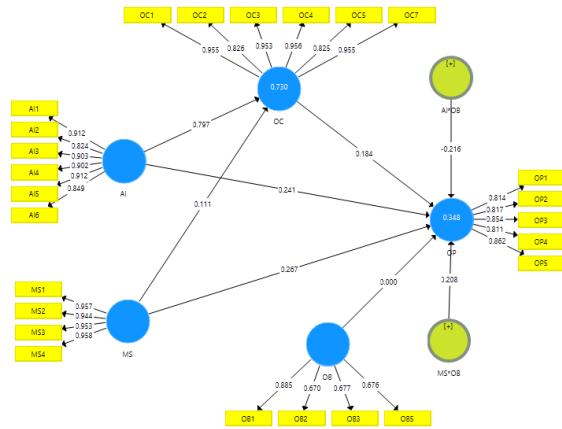 OC1 OC2 OC3 OC4 OC5 OC7
0.955 0.826 0.953 0.956 0.825 0.955
[+]
0.730
AI*OB
OC
AI1
AI2
AI3
AI4
AI5
AI6
0.912
0.824
0.903
0.902
0.912
0.849
AI
0.797
0.184
-0.216
0.111
0.241
OP1
OP2
OP3
OP4
OP5
0.814
0.817
0.854
0.811
0.862
0.348
OP
0.267
0.000
MS1
MS2
MS3
MS4
0.957
0.944
0.953
0.958
MS
[+]
MS*OB
OB
0.885 0.670 0.677 0.676
OB1 OB2 OB3 OB5